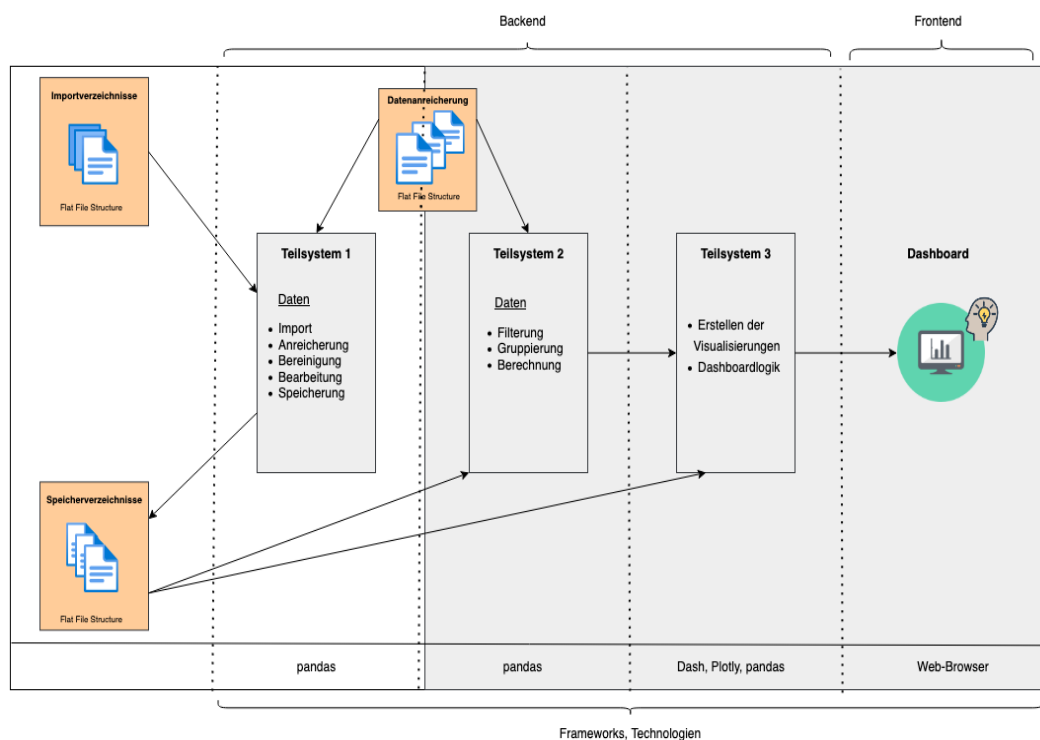 Backend
Frontend
Importverzeichnisse
Flat File Structure
Datenanreicherung
Flat File Structure
Teilsystem 1
Daten
• Import
• Anreicherung
• Bereinigung
• Bearbeitung
• Speicherung
Teilsystem 2
Daten
• Filterung
• Gruppierung
• Berechnung
Teilsystem 3
• Erstellen der
Visualisierungen
• Dashboardlogik
Dashboard
Speicherverzeichnisse
Flat File Structure
pandas
pandas
Dash, Plotly, pandas
Web-Browser
Frameworks, Technologien